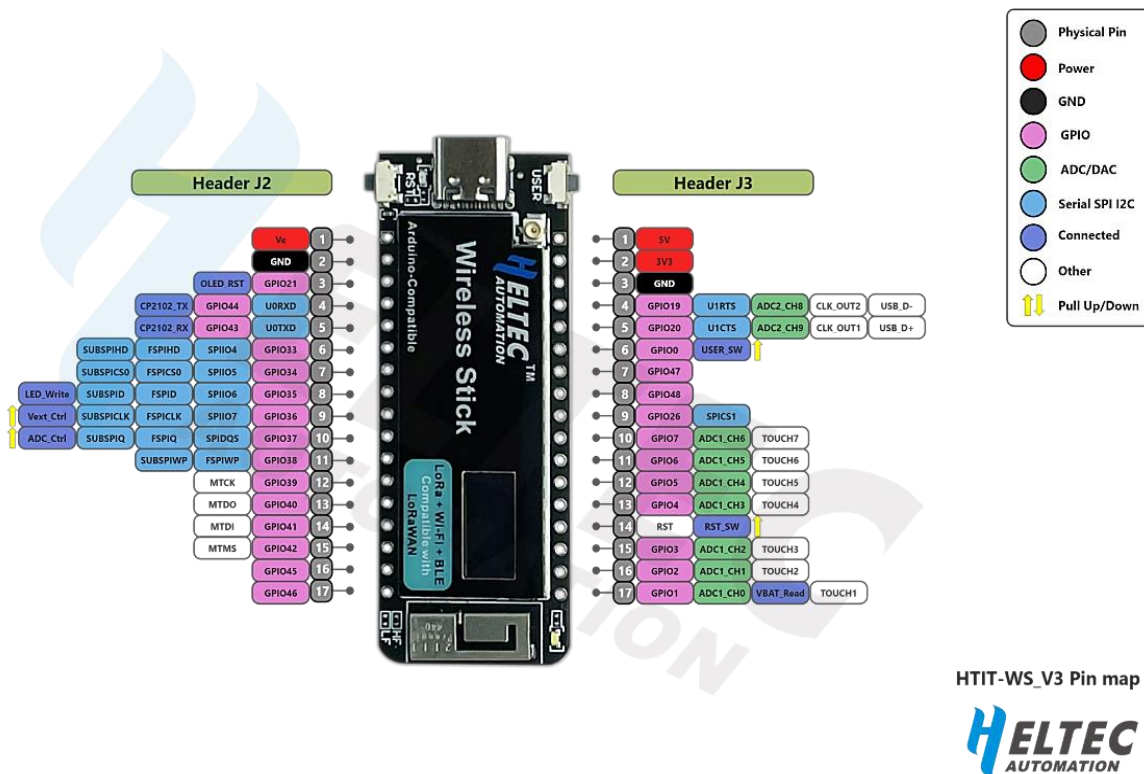 Physical Pin
Power
GND
GPIO
ADC/DAC
Serial SPI I2C
Connected
Other
Pull Up/Down
Header J2
Header J3
RST
USER
Arduino-Compatible
Wireless Stick
HELTEC
AUTOMATION
TM
LoRa + Wi-Fi + BLE
Compatible with
LoRaWAN
LF
HF
Ve 1
GND 2
OLED_RST GPIO21 3
CP2102_TX GPIO44 U0RXD 4
CP2102_RX GPIO43 U0TXD 5
SUBSPIHD FSPIHD SPIIO4 GPIO33 6
SUBSPICS0 FSPICS0 SPIIO5 GPIO34 7
LED_Write SUBSPID FSPID SPIIO6 GPIO35 8
Vext_Ctrl SUBSPICLK FSPICLK SPIIO7 GPIO36 9
ADC_Ctrl SUBSPIQ FSPIQ SPIDQS GPIO37 10
SUBSPIWP FSPIWP GPIO38 11
MTCK GPIO39 12
MTDO GPIO40 13
MTDI GPIO41 14
MTMS GPIO42 15
GPIO45 16
GPIO46 17
1 5V
2 3V3
3 GND
4 GPIO19 U1RTS ADC2_CH8 CLK_OUT2 USB_D-
5 GPIO20 U1CTS ADC2_CH9 CLK_OUT1 USB_D+
6 GPIO0 USER_SW
7 GPIO47
8 GPIO48
9 GPIO26 SPICS1
10 GPIO7 ADC1_CH6 TOUCH7
11 GPIO6 ADC1_CH5 TOUCH6
12 GPIO5 ADC1_CH4 TOUCH5
13 GPIO4 ADC1_CH3 TOUCH4
14 RST RST_SW
15 GPIO3 ADC1_CH2 TOUCH3
16 GPIO2 ADC1_CH1 TOUCH2
17 GPIO1 ADC1_CH0 VBAT_Read TOUCH1
HTIT-WS_V3 Pin map
HELTEC
AUTOMATION